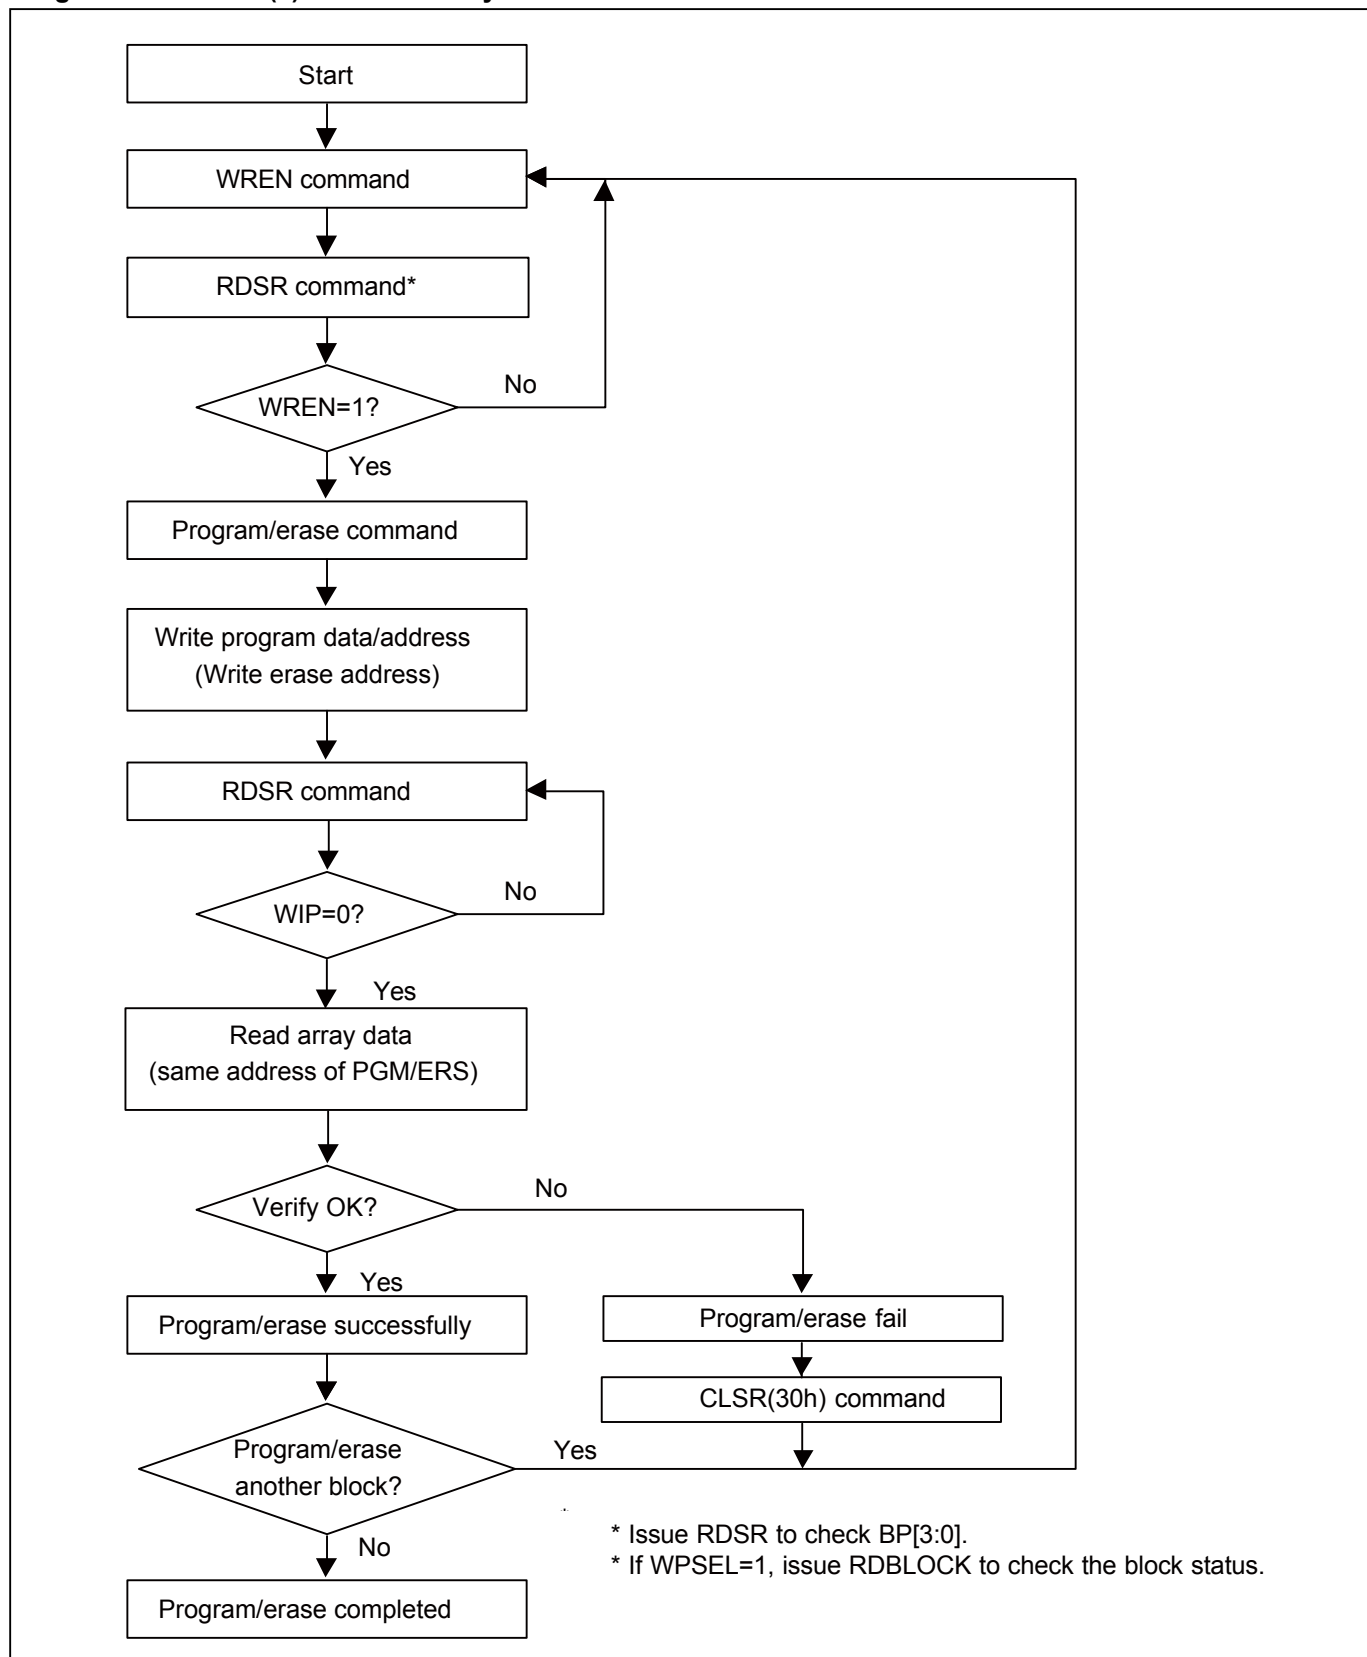 Start
WREN command
RDSR command*
WREN=1?
No
Yes
Program/erase command
Write program data/address
(Write erase address)
RDSR command
WIP=0?
No
Yes
Read array data
(same address of PGM/ERS)
Verify OK?
No
Yes
Program/erase successfully
Program/erase fail
CLSR(30h) command
Program/erase
another block?
Yes
No
*
* Issue RDSR to check BP[3:0].
* If WPSEL=1, issue RDBLOCK to check the block status.
Program/erase completed